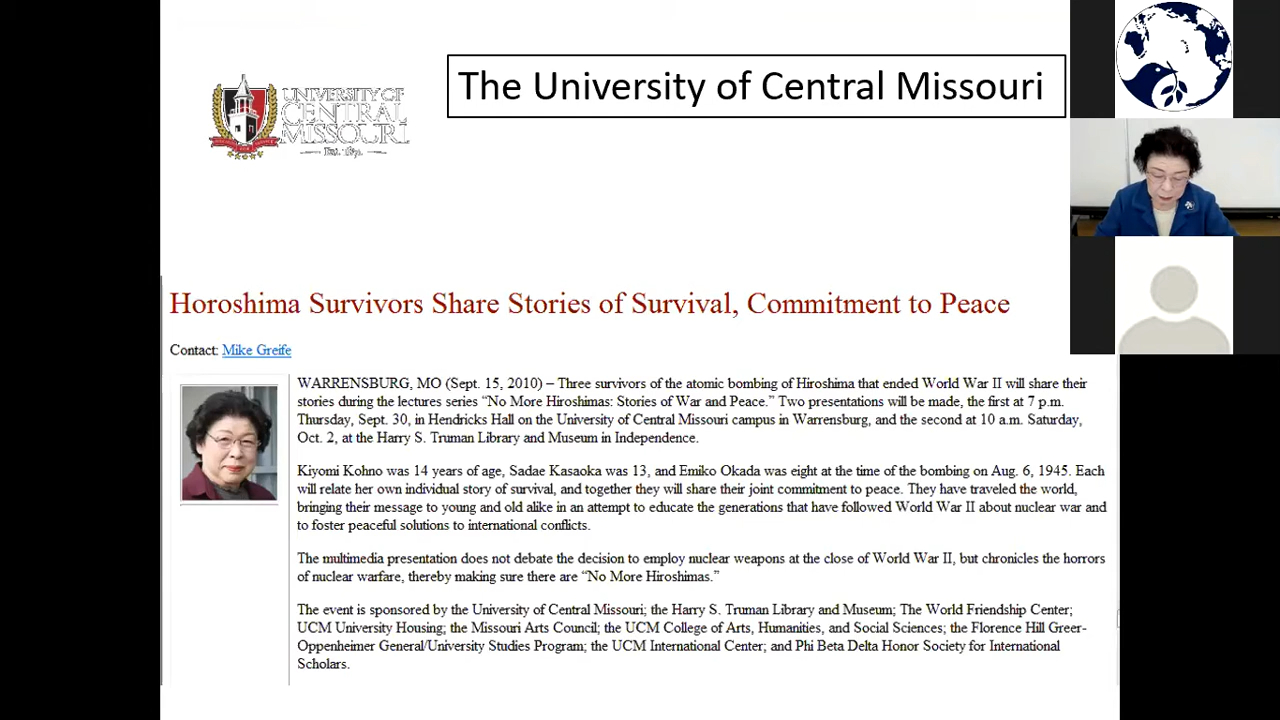 The University of Central Missouri
UNIVERSITY OF
CENTRAL
MISSOURI
Horoshima Survivors Share Stories of Survival, Commitment to Peace
Contact: Mike Greife
WARRENSBURG, MO (Sept. 15, 2010) – Three survivors of the atomic bombing of Hiroshima that ended World War II will share their
stories during the lectures series “No More Hiroshimas: Stories of War and Peace.” Two presentations will be made, the first at 7 p.m.
Thursday, Sept. 30, in Hendricks Hall on the University of Central Missouri campus in Warrensburg, and the second at 10 a.m. Saturday,
Oct. 2, at the Harry S. Truman Library and Museum in Independence.
Kiyomi Kohno was 14 years of age, Sadae Kasaoka was 13, and Emiko Okada was eight at the time of the bombing on Aug. 6, 1945. Each
will relate her own individual story of survival, and together they will share their joint commitment to peace. They have traveled the world,
bringing their message to young and old alike in an attempt to educate the generations that have followed World War II about nuclear war and
to foster peaceful solutions to international conflicts.
The multimedia presentation does not debate the decision to employ nuclear weapons at the close of World War II, but chronicles the horrors
of nuclear warfare, thereby making sure there are “No More Hiroshimas.”
The event is sponsored by the University of Central Missouri; the Harry S. Truman Library and Museum; The World Friendship Center;
UCM University Housing; the Missouri Arts Council; the UCM College of Arts, Humanities, and Social Sciences; the Florence Hill Greer-
Oppenheimer General/University Studies Program; the UCM International Center; and Phi Beta Delta Honor Society for International
Scholars.